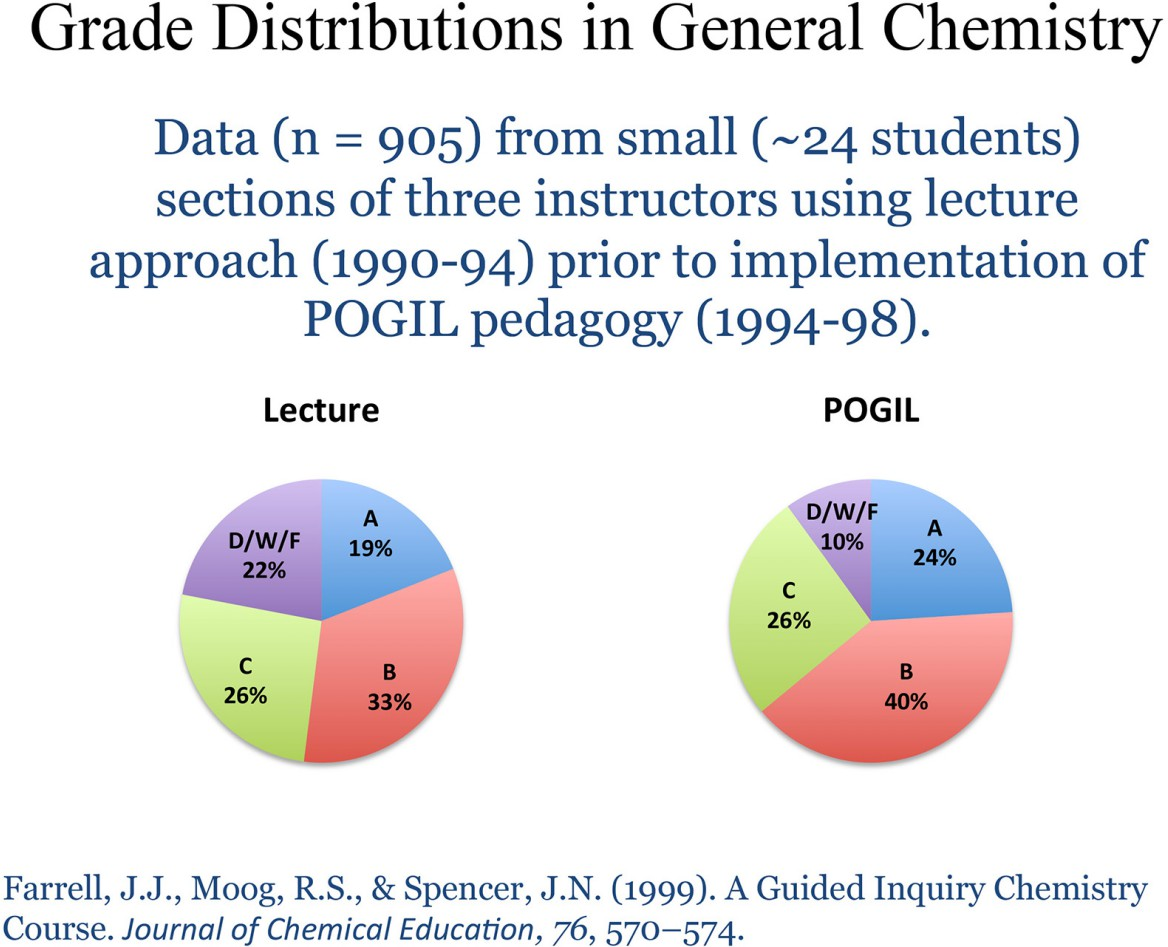 Grade Distributions in General Chemistry
Data (n = 905) from small (~24 students)
sections of three instructors using lecture
approach (1990-94) prior to implementation of
POGIL pedagogy (1994-98).
Lecture
A
19%
B
33%
C
26%
D/W/F
22%
POGIL
A
24%
B
40%
C
26%
D/W/F
10%
Farrell, J.J., Moog, R.S., & Spencer, J.N. (1999). A Guided Inquiry Chemistry
Course. Journal of Chemical Education, 76, 570–574.